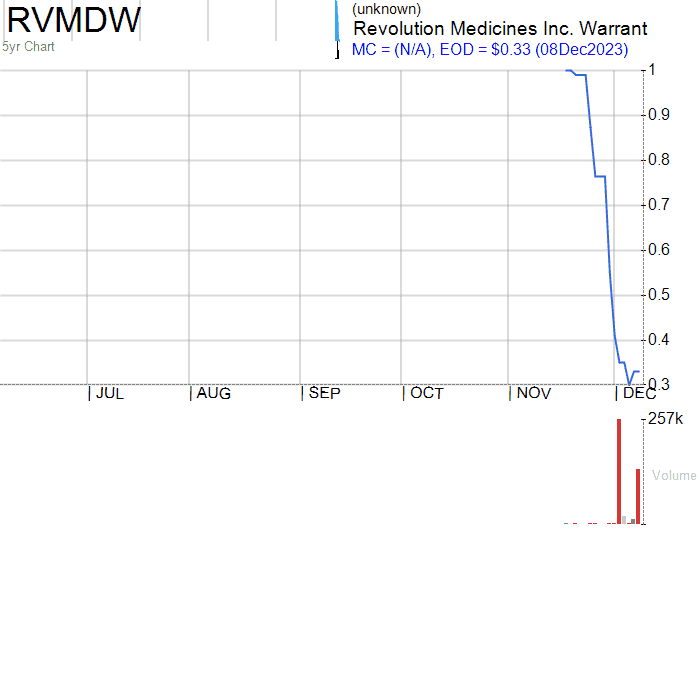 RVMDW
(unknown)
Revolution Medicines Inc. Warrant
5yr Chart
MC = (N/A), EOD = $0.33 (08Dec2023)
1
0.9
0.8
0.7
0.6
0.5
0.4
0.3
JUL AUG SEP OCT NOV DEC
257k
Volume